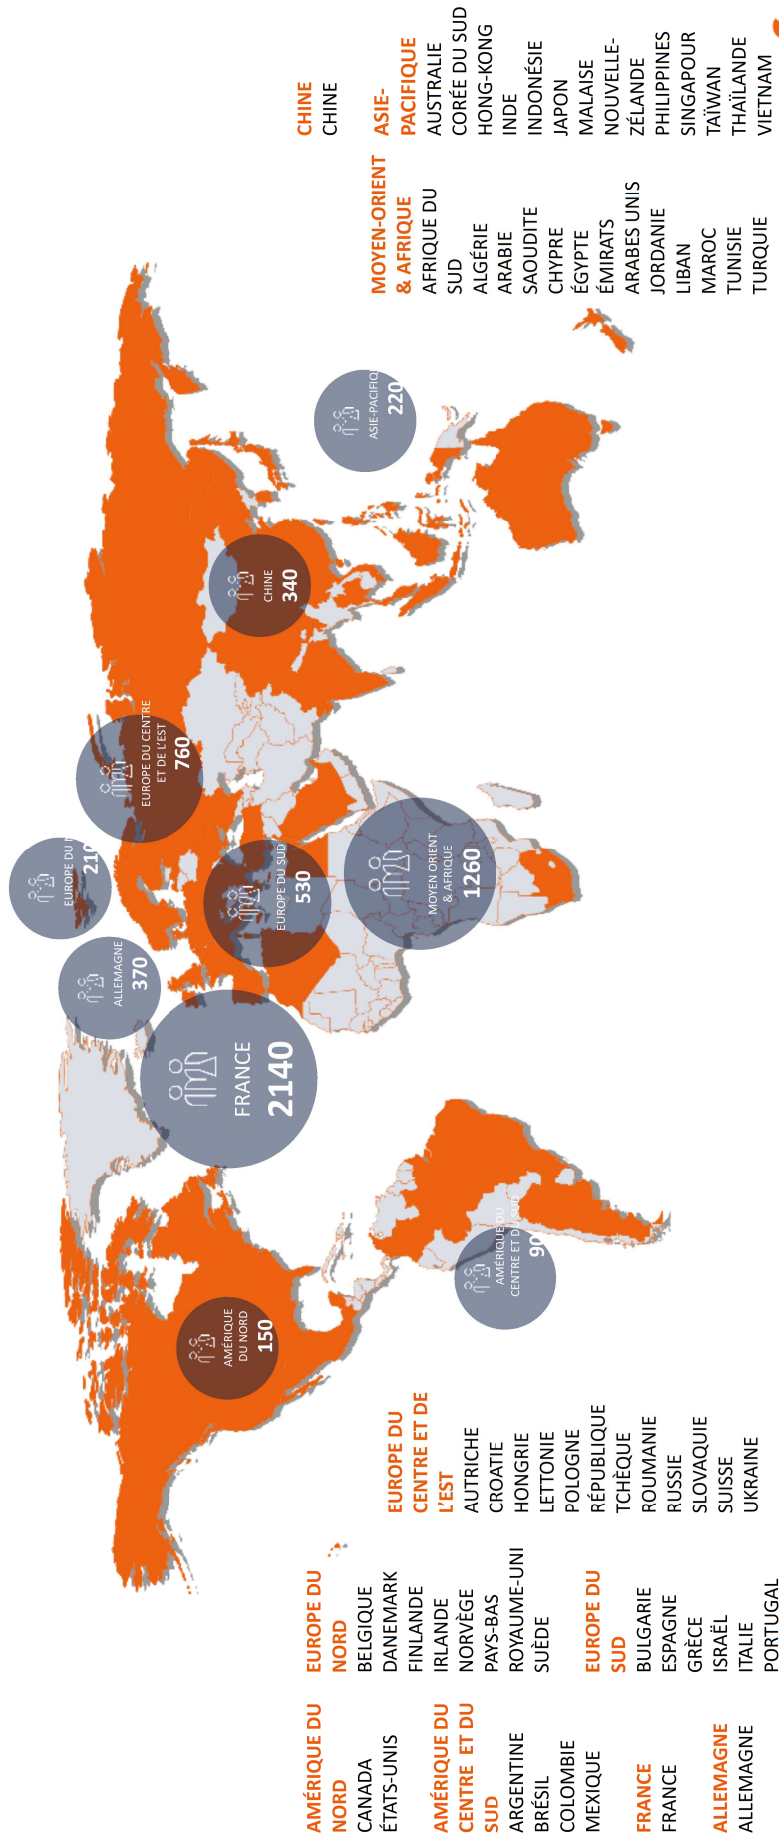 EUROPE DU N
210
ALLEMAGNE
370
EUROPE DU CENTRE
ET DE L'EST
760
FRANCE
2140
EUROPE DU SUD
530
CHINE
340
AMÉRIQUE
DU NORD
150
ASIE-PACIFIQ
220
MOYEN ORIENT
& AFRIQUE
1260
AMÉRIQUE DU
CENTRE ET DU SUD
90
AMÉRIQUE DU
NORD
CANADA
ÉTATS-UNIS
AMÉRIQUE DU
CENTRE ET DU
SUD
ARGENTINE
BRÉSIL
COLOMBIE
MEXIQUE
FRANCE
FRANCE
ALLEMAGNE
ALLEMAGNE
EUROPE DU
NORD
BELGIQUE
DANEMARK
FINLANDE
IRLANDE
NORVÈGE
PAYS-BAS
ROYAUME-UNI
SUÈDE
EUROPE DU
SUD
BULGARIE
ESPAGNE
GRÈCE
ISRAËL
ITALIE
PORTUGAL
EUROPE DU
CENTRE ET DE
L'EST
AUTRICHE
CROATIE
HONGRIE
LETTONIE
POLOGNE
RÉPUBLIQUE
TCHÈQUE
ROUMANIE
RUSSIE
SLOVAQUIE
SUISSE
UKRAINE
MOYEN-ORIENT
& AFRIQUE
AFRIQUE DU
SUD
ALGÉRIE
ARABIE
SAOUDITE
CHYPRE
ÉGYPTE
ÉMIRATS
ARABES UNIS
JORDANIE
LIBAN
MAROC
TUNISIE
TURQUIE
CHINE
CHINE
ASIE-
PACIFIQUE
AUSTRALIE
CORÉE DU SUD
HONG-KONG
INDE
INDONÉSIE
JAPON
MALAISE
NOUVELLE-
ZÉLANDE
PHILIPPINES
SINGAPOUR
TAÏWAN
THAÏLANDE
VIETNAM